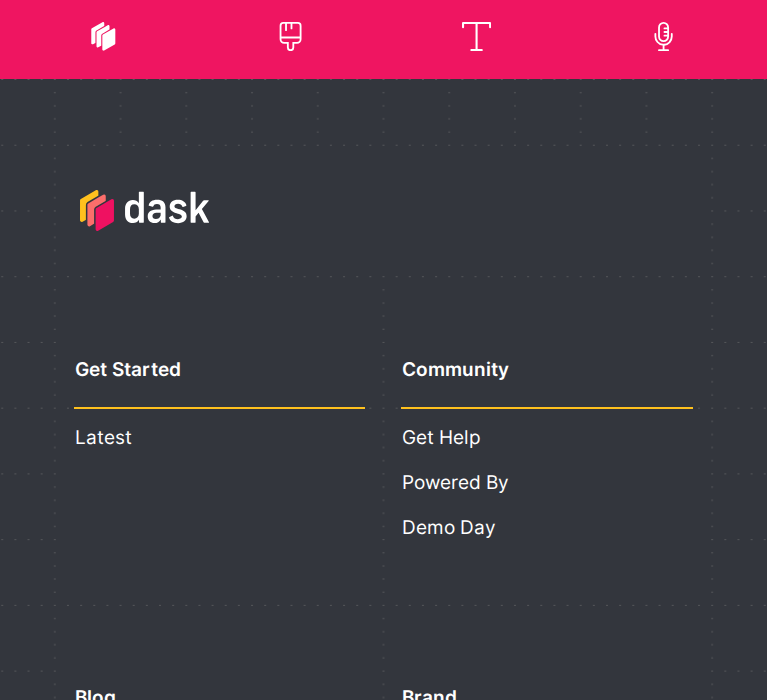 dask
Get Started
Latest
Community
Get Help
Powered By
Demo Day
Blog
Brand